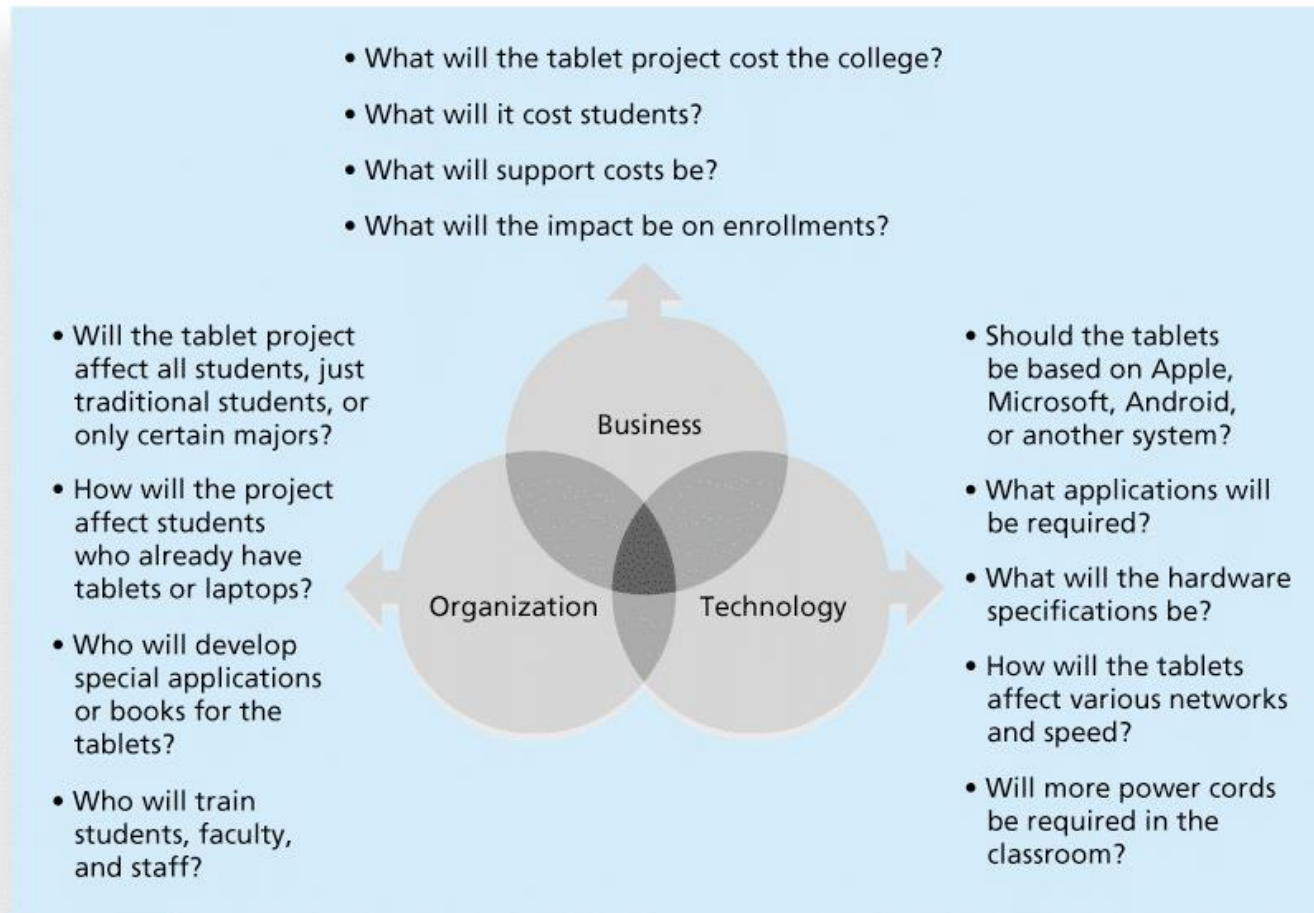 • What will the tablet project cost the college?
• What will it cost students?
• What will support costs be?
• What will the impact be on enrollments?
• Will the tablet project
affect all students, just
traditional students, or
only certain majors?
• How will the project
affect students
who already have
tablets or laptops?
• Who will develop
special applications
or books for the
tablets?
• Who will train
students, faculty,
and staff?
Business
Organization
Technology
• Should the tablets
be based on Apple,
Microsoft, Android,
or another system?
• What applications will
be required?
• What will the hardware
specifications be?
• How will the tablets
affect various networks
and speed?
• Will more power cords
be required in the
classroom?